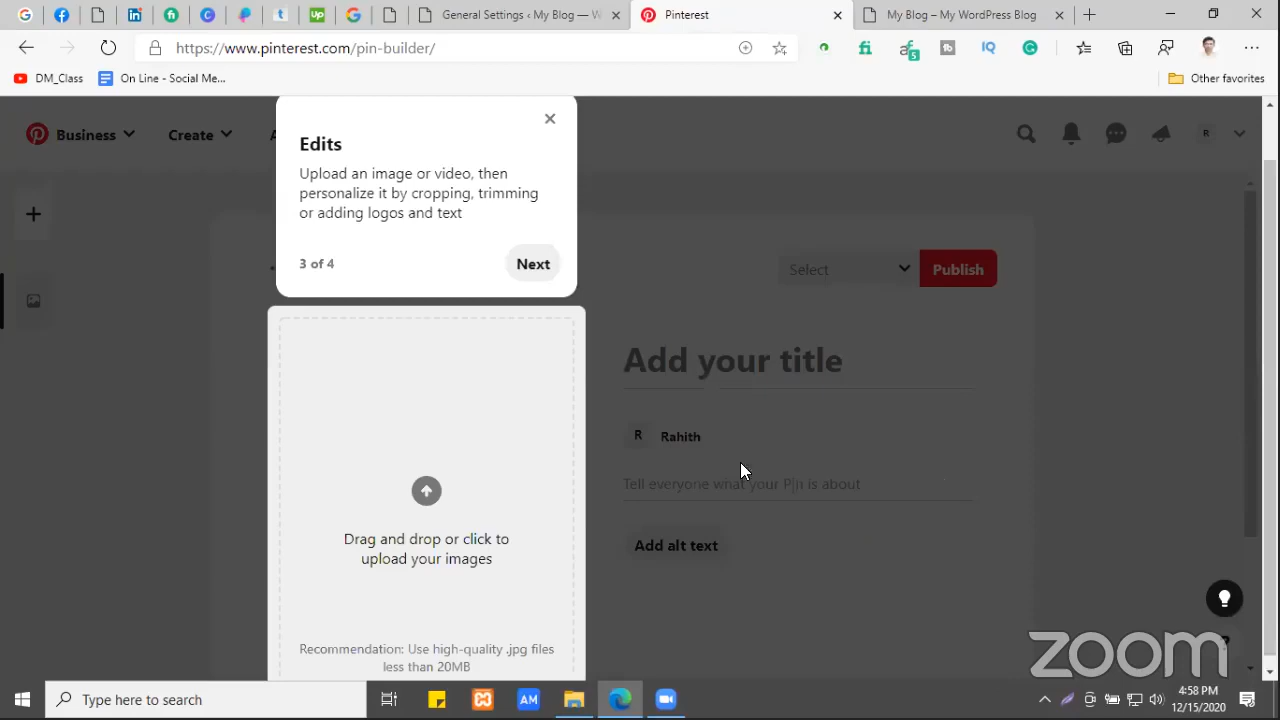 General Settings ‹ My Blog — W
Pinterest
My Blog – My WordPress Blog
https://www.pinterest.com/pin-builder/
5
IQ
DM_Class
On Line - Social Me...
Other favorites
Business
Create
R
Edits
Upload an image or video, then
personalize it by cropping, trimming
or adding logos and text
3 of 4
Next
Select
Publish
Add your title
R
Rahith
Tell everyone what your Pin is about
Add alt text
Drag and drop or click to
upload your images
Recommendation: Use high-quality .jpg files
less than 20MB
zoom
Type here to search
AM
4:58 PM
12/15/2020